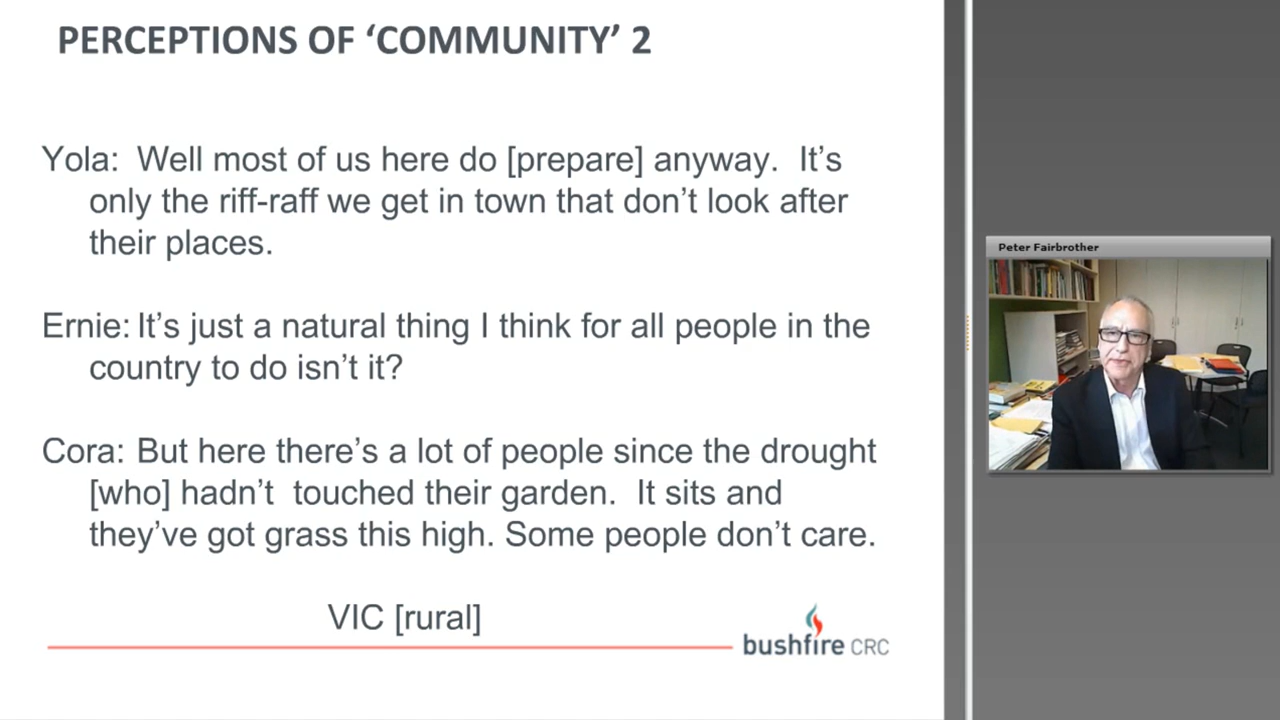 PERCEPTIONS OF ‘COMMUNITY’ 2
Yola: Well most of us here do [prepare] anyway. It’s
only the riff-raff we get in town that don’t look after
their places.
Ernie: It’s just a natural thing I think for all people in the
country to do isn’t it?
Cora: But here there’s a lot of people since the drought
[who] hadn’t touched their garden. It sits and
they’ve got grass this high. Some people don’t care.
VIC [rural]
bushfire CRC
Peter Fairbrother